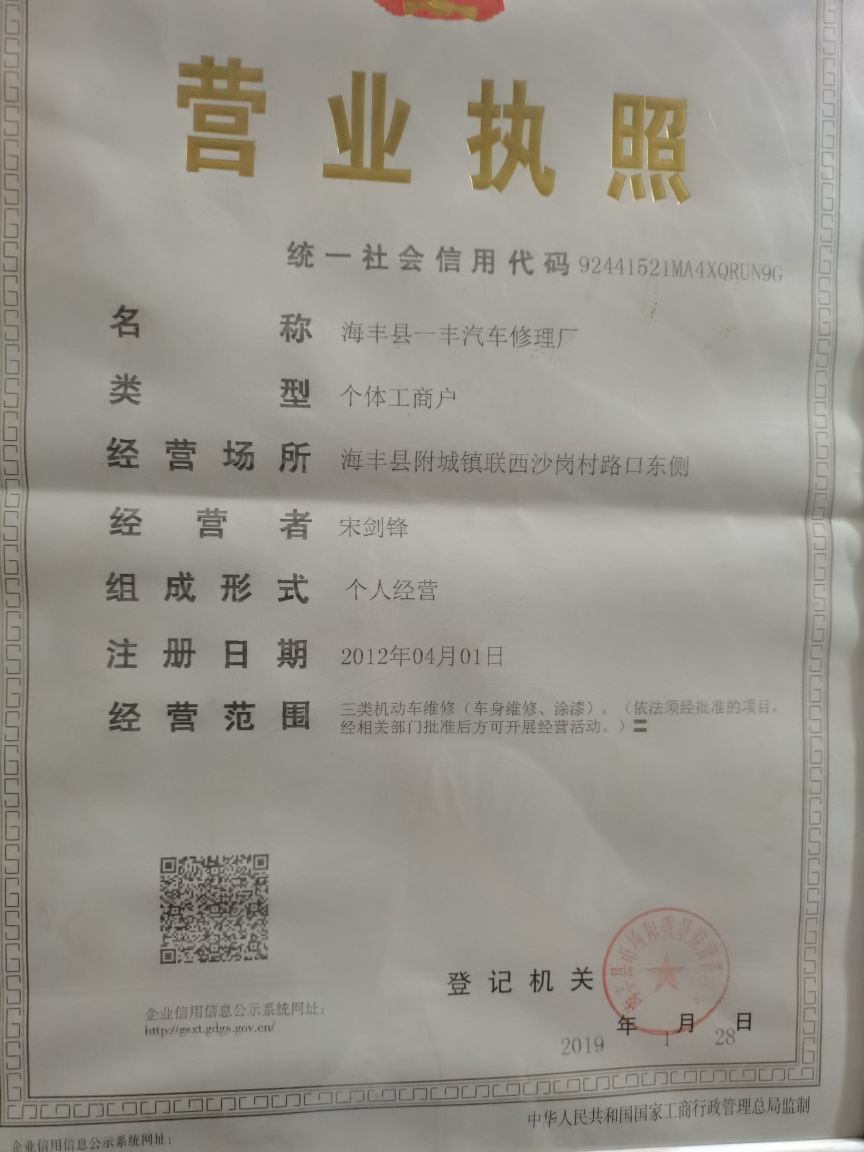 营业执照
统一社会信用代码 92441521MA4XQRUN9G
名称 海丰县一丰汽车修理厂
类型 个体工商户
经营场所 海丰县附城镇联西沙岗村路口东侧
经营者 宋剑锋
组成形式 个人经营
注册日期 2012年04月01日
经营范围 三类机动车维修（车身维修、涂漆）。（依法须经批准的项目，
经相关部门批准后方可开展经营活动。）〓
登记机关
2019年1月28日
企业信用信息公示系统网址：
http://gsxt.gdgs.gov.cn/
中华人民共和国国家工商行政管理总局监制
企业信用信息公示系统网址：